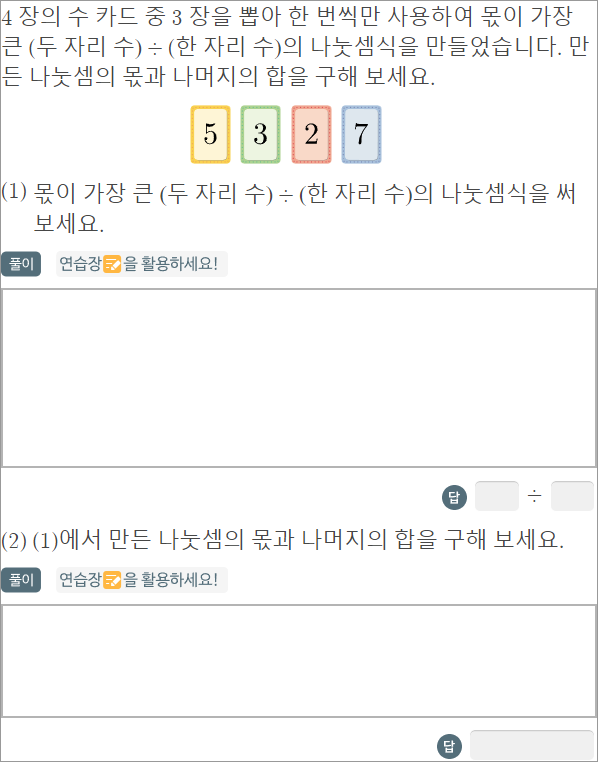 4 장의 수 카드 중 3 장을 뽑아 한 번씩만 사용하여 몫이 가장
큰 (두 자리 수) ÷ (한 자리 수)의 나눗셈식을 만들었습니다. 만
든 나눗셈의 몫과 나머지의 합을 구해 보세요.
5 3 2 7
(1) 몫이 가장 큰 (두 자리 수) ÷ (한 자리 수)의 나눗셈식을 써
보세요.
풀이 연습장을 활용하세요!
답 ÷
(2) (1)에서 만든 나눗셈의 몫과 나머지의 합을 구해 보세요.
풀이 연습장을 활용하세요!
답